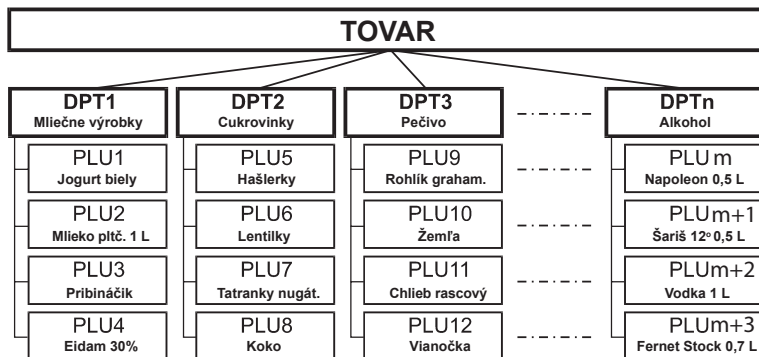 TOVAR
DPT1
Mliečne výrobky
PLU1
Jogurt biely
PLU2
Mlieko pltč. 1 L
PLU3
Pribináčik
PLU4
Eidam 30%
DPT2
Cukrovinky
PLU5
Hašlerky
PLU6
Lentilky
PLU7
Tatranky nugát.
PLU8
Koko
DPT3
Pečivo
PLU9
Rohlík graham.
PLU10
Žemľa
PLU11
Chlieb rascový
PLU12
Vianočka
DPTn
Alkohol
PLU m
Napoleon 0,5 L
PLUm+1
Šariš 12º 0,5 L
PLUm+2
Vodka 1 L
PLUm+3
Fernet Stock 0,7 L